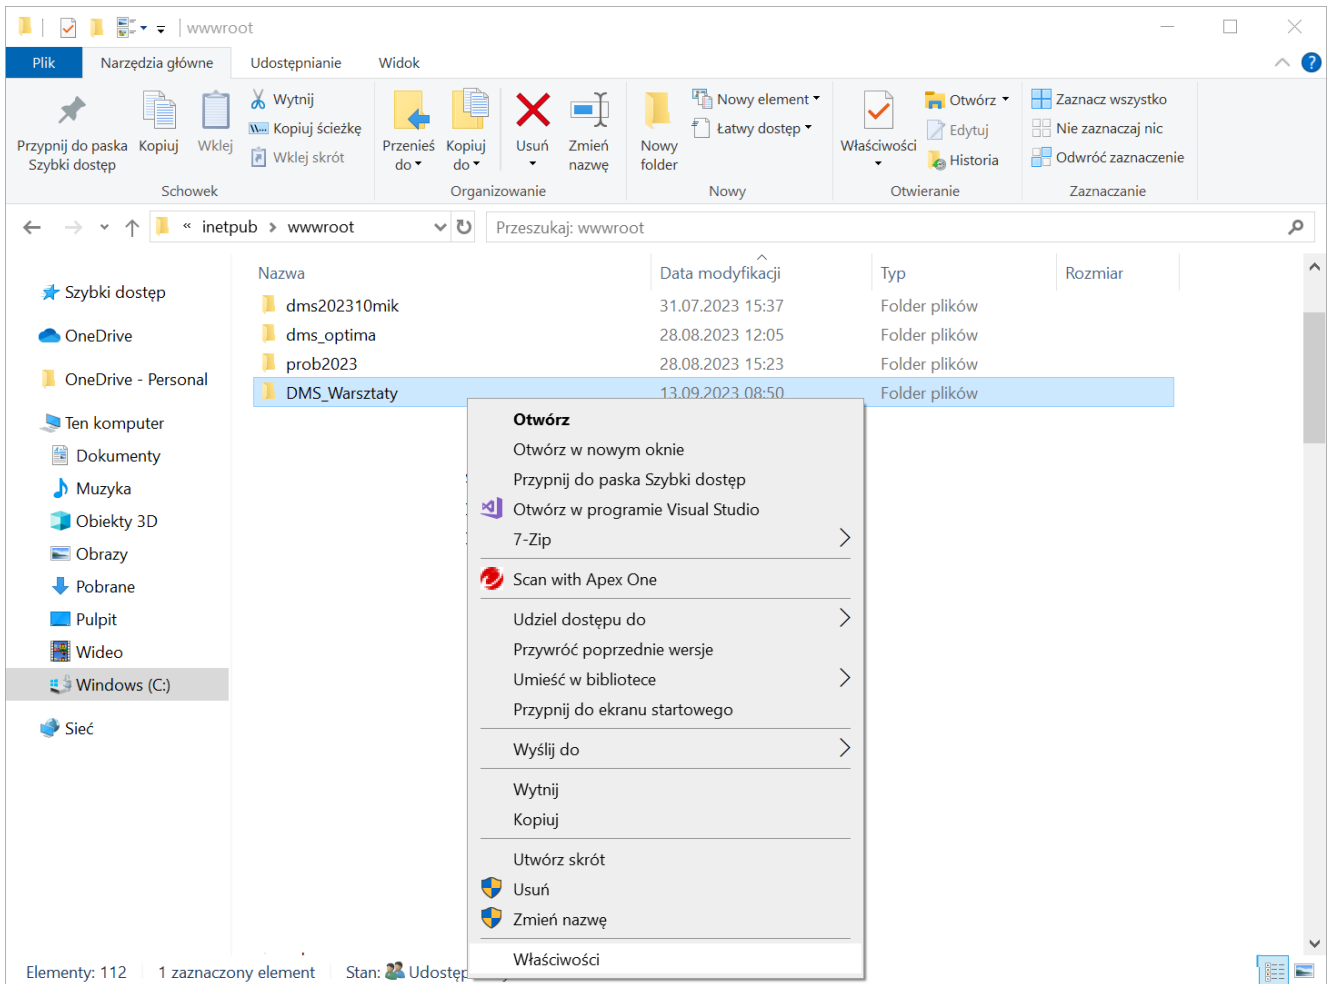 wwwroot
Plik Narzędzia główne Udostępnianie Widok
Przypnij do paska
Szybki dostęp
Kopiuj
Wklej
Wytnij
Kopiuj ścieżkę
Wklej skrót
Schowek
Przenieś
do
Kopiuj
do
Usuń
Zmień
nazwę
Organizowanie
Nowy
folder
Nowy element
Łatwy dostęp
Nowy
Właściwości
Otwórz
Edytuj
Historia
Otwieranie
Zaznacz wszystko
Nie zaznaczaj nic
Odwróć zaznaczenie
Zaznaczanie
« inetpub > wwwroot
Przeszukaj: wwwroot
Szybki dostęp
OneDrive
OneDrive - Personal
Ten komputer
Dokumenty
Muzyka
Obiekty 3D
Obrazy
Pobrane
Pulpit
Wideo
Windows (C:)
Sieć
Nazwa Data modyfikacji Typ Rozmiar
dms202310mik 31.07.2023 15:37 Folder plików
dms_optima 28.08.2023 12:05 Folder plików
prob2023 28.08.2023 15:23 Folder plików
DMS_Warsztaty 13.09.2023 08:50 Folder plików
Otwórz
Otwórz w nowym oknie
Przypnij do paska Szybki dostęp
Otwórz w programie Visual Studio
7-Zip
Scan with Apex One
Udziel dostępu do
Przywróć poprzednie wersje
Umieść w bibliotece
Przypnij do ekranu startowego
Wyślij do
Wytnij
Kopiuj
Utwórz skrót
Usuń
Zmień nazwę
Właściwości
Elementy: 112 1 zaznaczony element Stan: